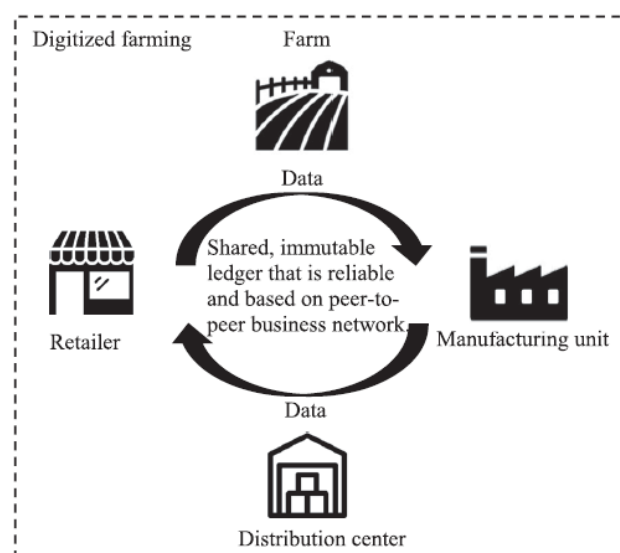 Digitized farming
Farm
Data
Shared, immutable
ledger that is reliable
and based on peer-to-
peer business network.
Retailer
Manufacturing unit
Data
Distribution center